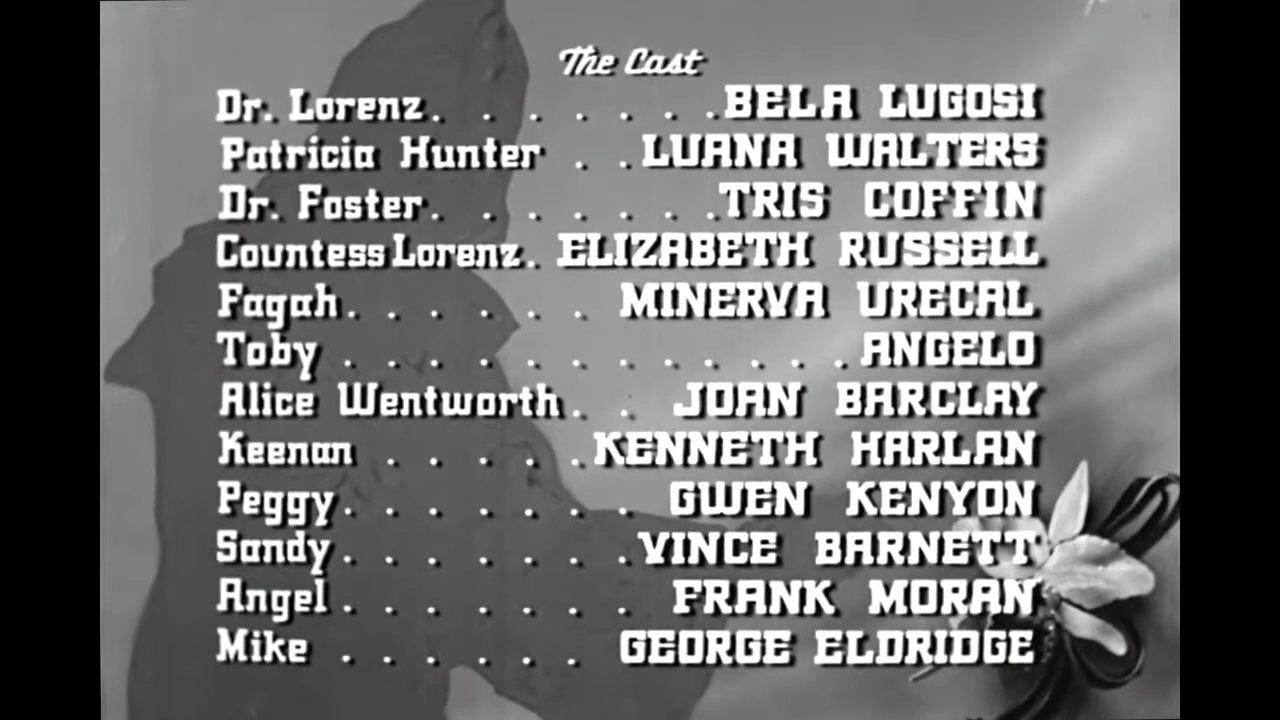 The Cast
Dr. Lorenz. . . . . . . .BELA LUGOSI
Patricia Hunter . . LUANA WALTERS
Dr. Foster. . . . . . . .TRIS COFFIN
Countess Lorenz. ELIZABETH RUSSELL
Fagah. . . . . . MINERVA URECAL
Toby . . . . . . . . . . . . ANGELO
Alice Wentworth. . JOAN BARCLAY
Keenan . . . . . KENNETH HARLAN
Peggy. . . . . . . GWEN KENYON
Sandy. . . . . . . VINCE BARNETT
Angel. . . . . . . FRANK MORAN
Mike . . . . . . GEORGE ELDRIDGE